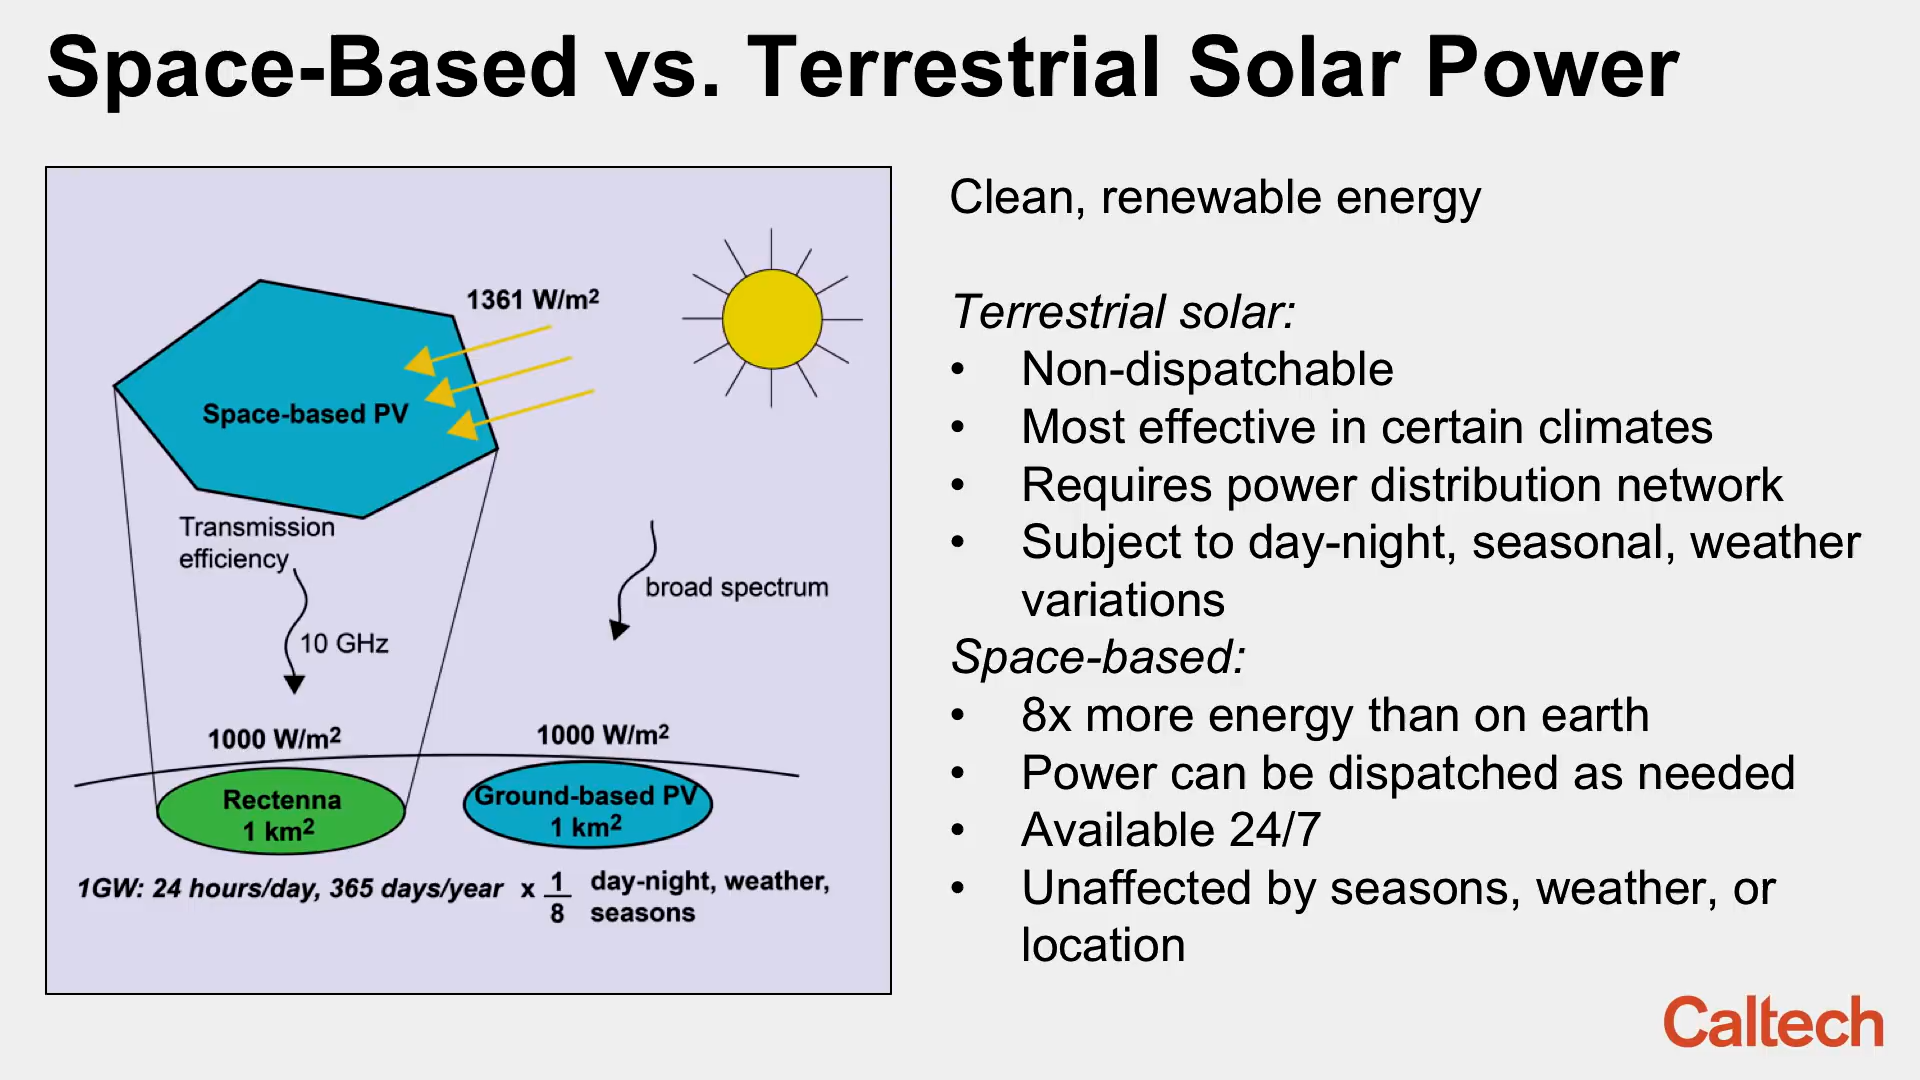 Space-Based vs. Terrestrial Solar Power
1361 W/m²
Space-based PV
Transmission
efficiency
broad spectrum
10 GHz
1000 W/m²
1000 W/m²
Rectenna
1 km²
Ground-based PV
1 km²
1GW: 24 hours/day, 365 days/year x 1/8 day-night, weather,
seasons
Clean, renewable energy
Terrestrial solar:
• Non-dispatchable
• Most effective in certain climates
• Requires power distribution network
• Subject to day-night, seasonal, weather
variations
Space-based:
• 8x more energy than on earth
• Power can be dispatched as needed
• Available 24/7
• Unaffected by seasons, weather, or
location
Caltech